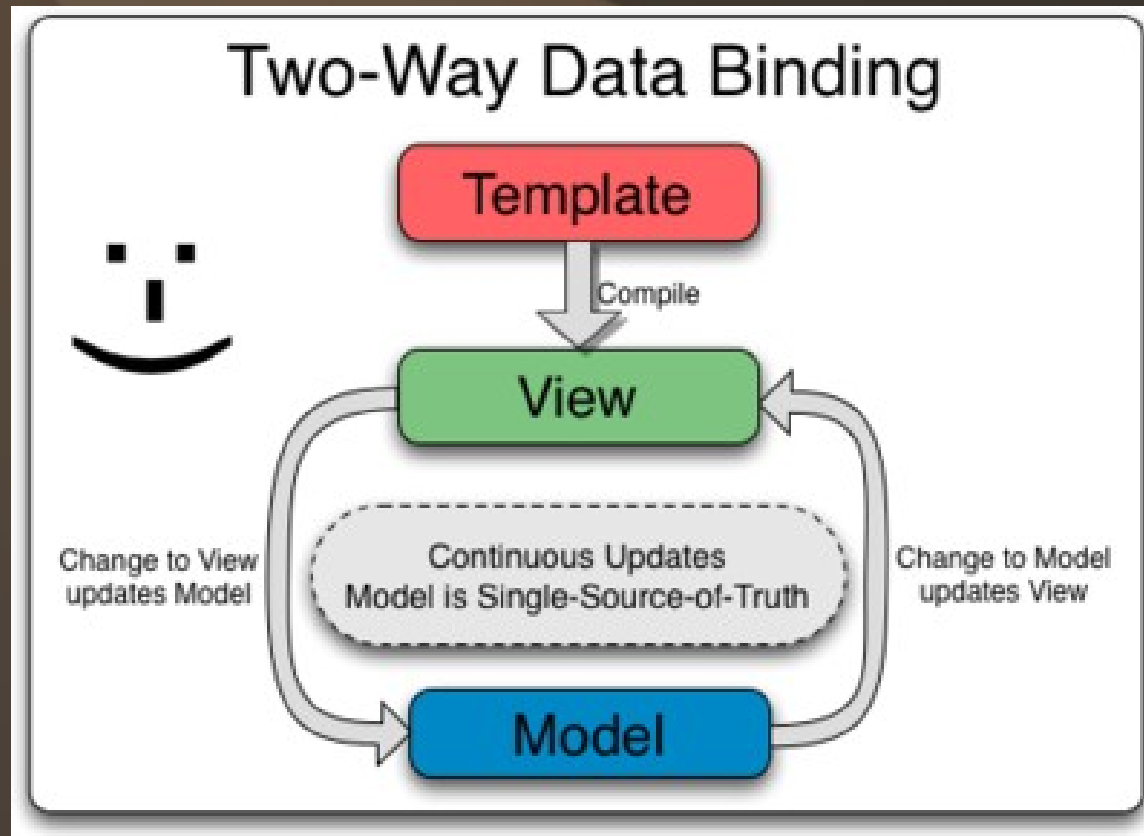 Two-Way Data Binding
Template
Compile
View
Change to View
updates Model
Continuous Updates
Model is Single-Source-of-Truth
Change to Model
updates View
Model